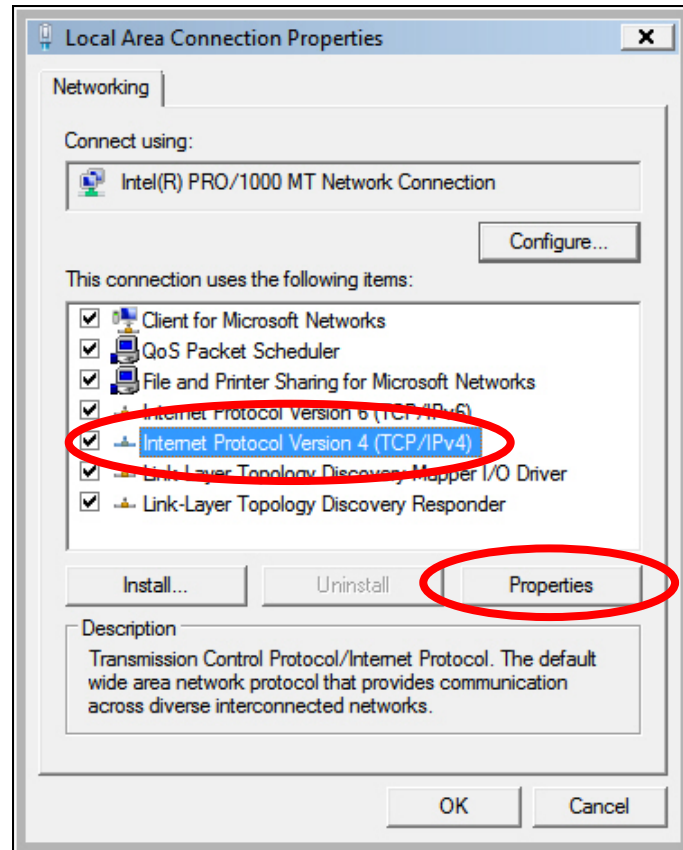 Local Area Connection Properties
Networking
Connect using:
Intel(R) PRO/1000 MT Network Connection
Configure...
This connection uses the following items:
Client for Microsoft Networks
QoS Packet Scheduler
File and Printer Sharing for Microsoft Networks
Internet Protocol Version 6 (TCP/IPv6)
Internet Protocol Version 4 (TCP/IPv4)
Link-Layer Topology Discovery Mapper I/O Driver
Link-Layer Topology Discovery Responder
Install...
Uninstall
Properties
Description
Transmission Control Protocol/Internet Protocol. The default
wide area network protocol that provides communication
across diverse interconnected networks.
OK
Cancel